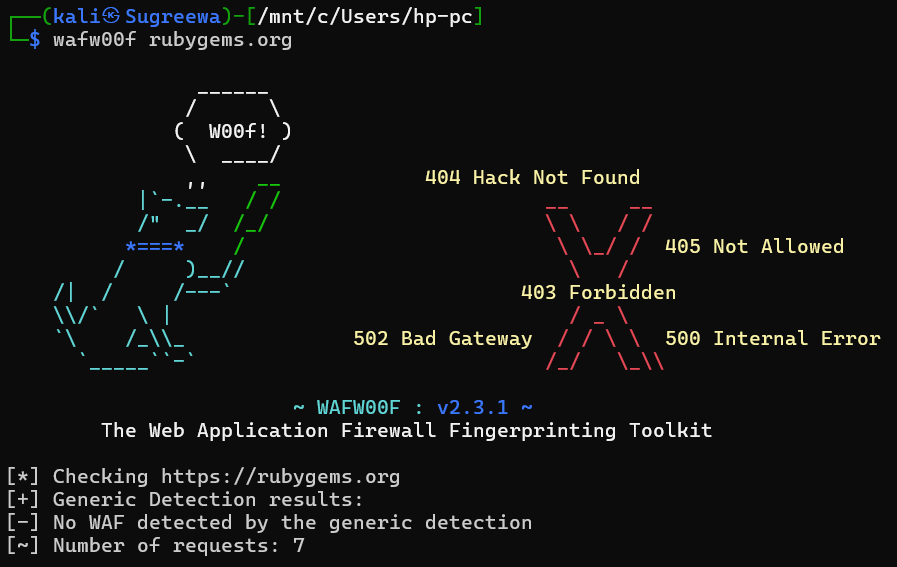 ┌──(kali㉿Sugreewa)-[/mnt/c/Users/hp-pc]
└─$ wafw00f rubygems.org
W00f!
404 Hack Not Found
405 Not Allowed
403 Forbidden
502 Bad Gateway 500 Internal Error
~ WAFW00F : v2.3.1 ~
The Web Application Firewall Fingerprinting Toolkit
[*] Checking https://rubygems.org
[+] Generic Detection results:
[-] No WAF detected by the generic detection
[~] Number of requests: 7